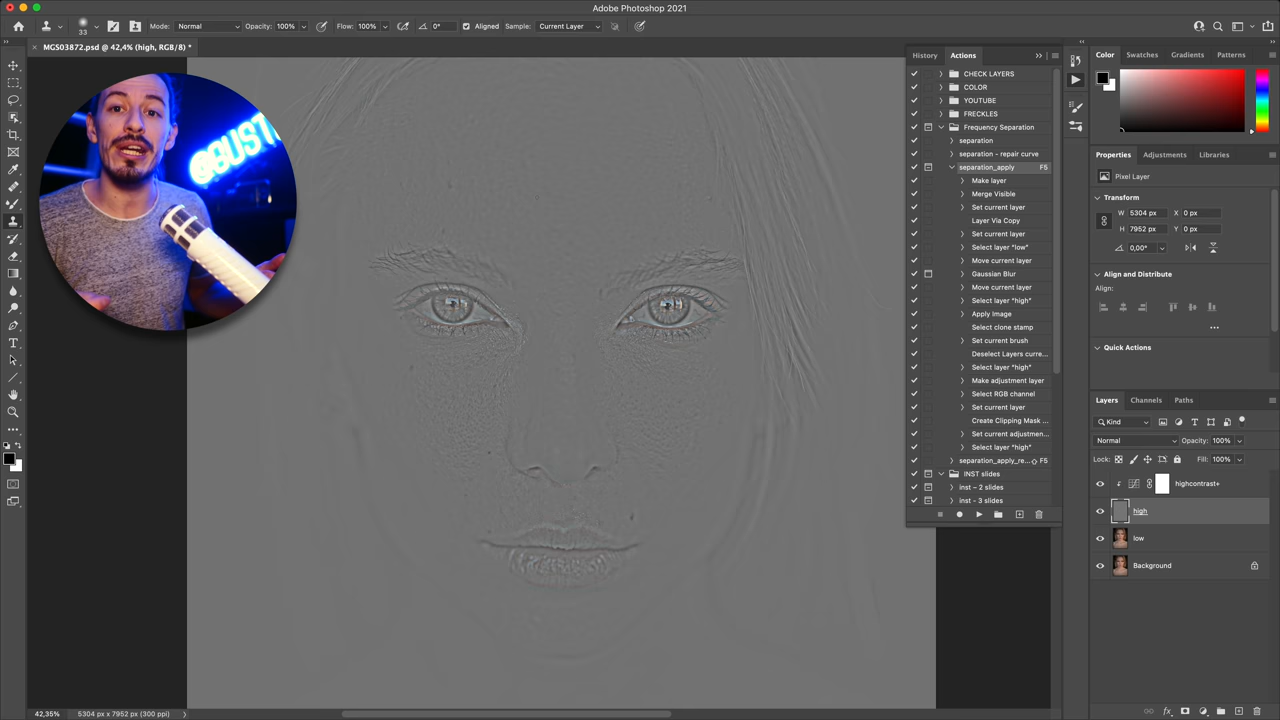 Adobe Photoshop 2021
33
Mode: Normal
Opacity: 100%
Flow: 100%
0°
Aligned
Sample: Current Layer
MGS03872.psd @ 42,4% (high, RGB/8) *
@GUST
History
Actions
CHECK LAYERS
COLOR
YOUTUBE
FRECKLES
Frequency Separation
separation
separation - repair curve
separation_apply F5
Make layer
Merge Visible
Set current layer
Layer Via Copy
Set current layer
Select layer "low"
Move current layer
Gaussian Blur
Move current layer
Select layer "high"
Apply Image
Select clone stamp
Set current brush
Deselect Layers curre...
Select layer "high"
Make adjustment layer
Select RGB channel
Set current layer
Create Clipping Mask ...
Set current adjustmen...
Select layer "high"
separation_apply_re... ⇧ F5
INST slides
inst – 2 slides
inst - 3 slides
Color
Swatches
Gradients
Patterns
Properties
Adjustments
Libraries
Pixel Layer
Transform
W 5304 px X 0 px
H 7952 px Y 0 px
0,00°
Align and Distribute
Align:
Quick Actions
Layers
Channels
Paths
Kind
Normal
Opacity: 100%
Lock:
Fill: 100%
highcontrast+
high
low
Background
42,35%
5304 px x 7952 px (300 ppi)